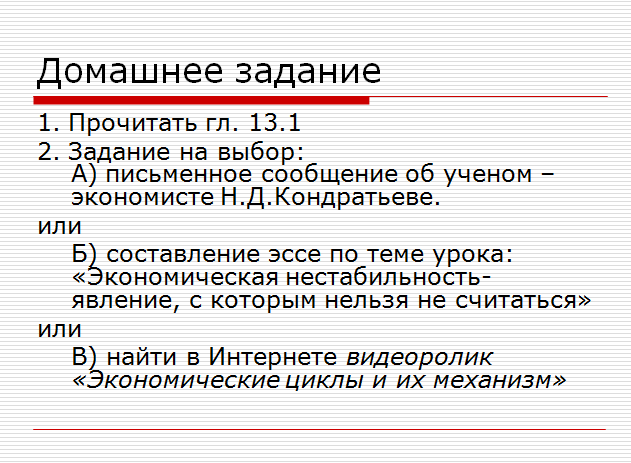 Домашнее задание
1. Прочитать гл. 13.1
2. Задание на выбор:
А) письменное сообщение об ученом –
экономисте Н.Д.Кондратьеве.
или
Б) составление эссе по теме урока:
«Экономическая нестабильность-
явление, с которым нельзя не считаться»
или
В) найти в Интернете видеоролик
«Экономические циклы и их механизм»